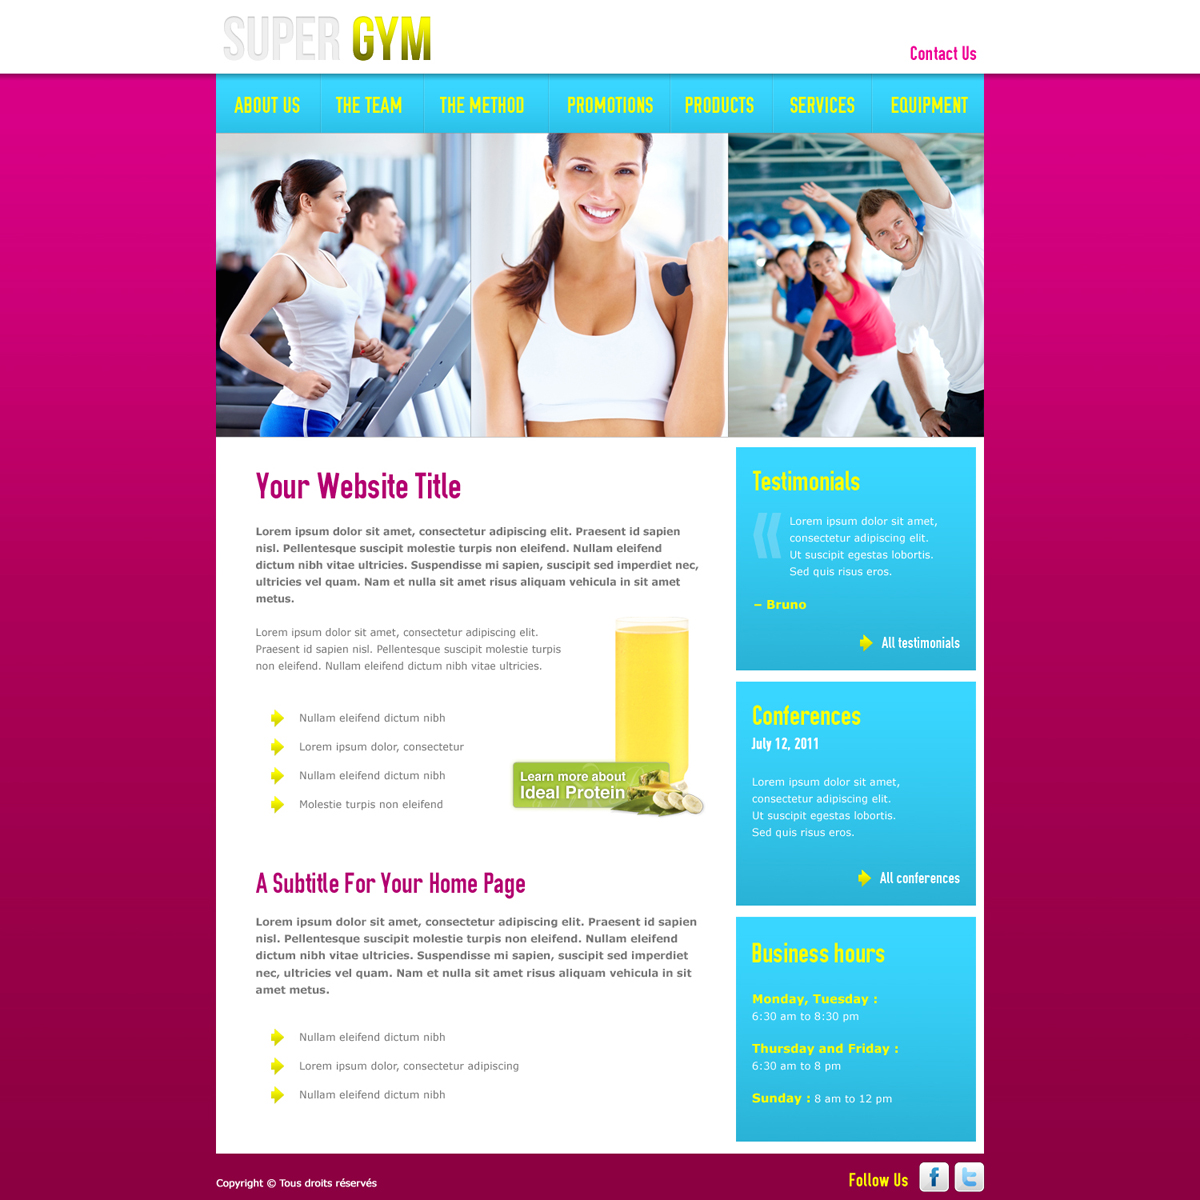 SUPER GYM
Contact Us
ABOUT US THE TEAM THE METHOD PROMOTIONS PRODUCTS SERVICES EQUIPMENT
Your Website Title
Lorem ipsum dolor sit amet, consectetur adipiscing elit. Praesent id sapien
nisl. Pellentesque suscipit molestie turpis non eleifend. Nullam eleifend
dictum nibh vitae ultricies. Suspendisse mi sapien, suscipit sed imperdiet nec,
ultricies vel quam. Nam et nulla sit amet risus aliquam vehicula in sit amet
metus.
Lorem ipsum dolor sit amet, consectetur adipiscing elit.
Praesent id sapien nisl. Pellentesque suscipit molestie turpis
non eleifend. Nullam eleifend dictum nibh vitae ultricies.
Nullam eleifend dictum nibh
Lorem ipsum dolor, consectetur
Nullam eleifend dictum nibh
Molestie turpis non eleifend
Learn more about
Ideal Protein
A Subtitle For Your Home Page
Lorem ipsum dolor sit amet, consectetur adipiscing elit. Praesent id sapien
nisl. Pellentesque suscipit molestie turpis non eleifend. Nullam eleifend
dictum nibh vitae ultricies. Suspendisse mi sapien, suscipit sed imperdiet
nec, ultricies vel quam. Nam et nulla sit amet risus aliquam vehicula in sit
amet metus.
Nullam eleifend dictum nibh
Lorem ipsum dolor, consectetur adipiscing
Nullam eleifend dictum nibh
Testimonials
Lorem ipsum dolor sit amet,
consectetur adipiscing elit.
Ut suscipit egestas lobortis.
Sed quis risus eros.
– Bruno
All testimonials
Conferences
July 12, 2011
Lorem ipsum dolor sit amet,
consectetur adipiscing elit.
Ut suscipit egestas lobortis.
Sed quis risus eros.
All conferences
Business hours
Monday, Tuesday :
6:30 am to 8:30 pm
Thursday and Friday :
6:30 am to 8 pm
Sunday : 8 am to 12 pm
Copyright © Tous droits réservés
Follow Us